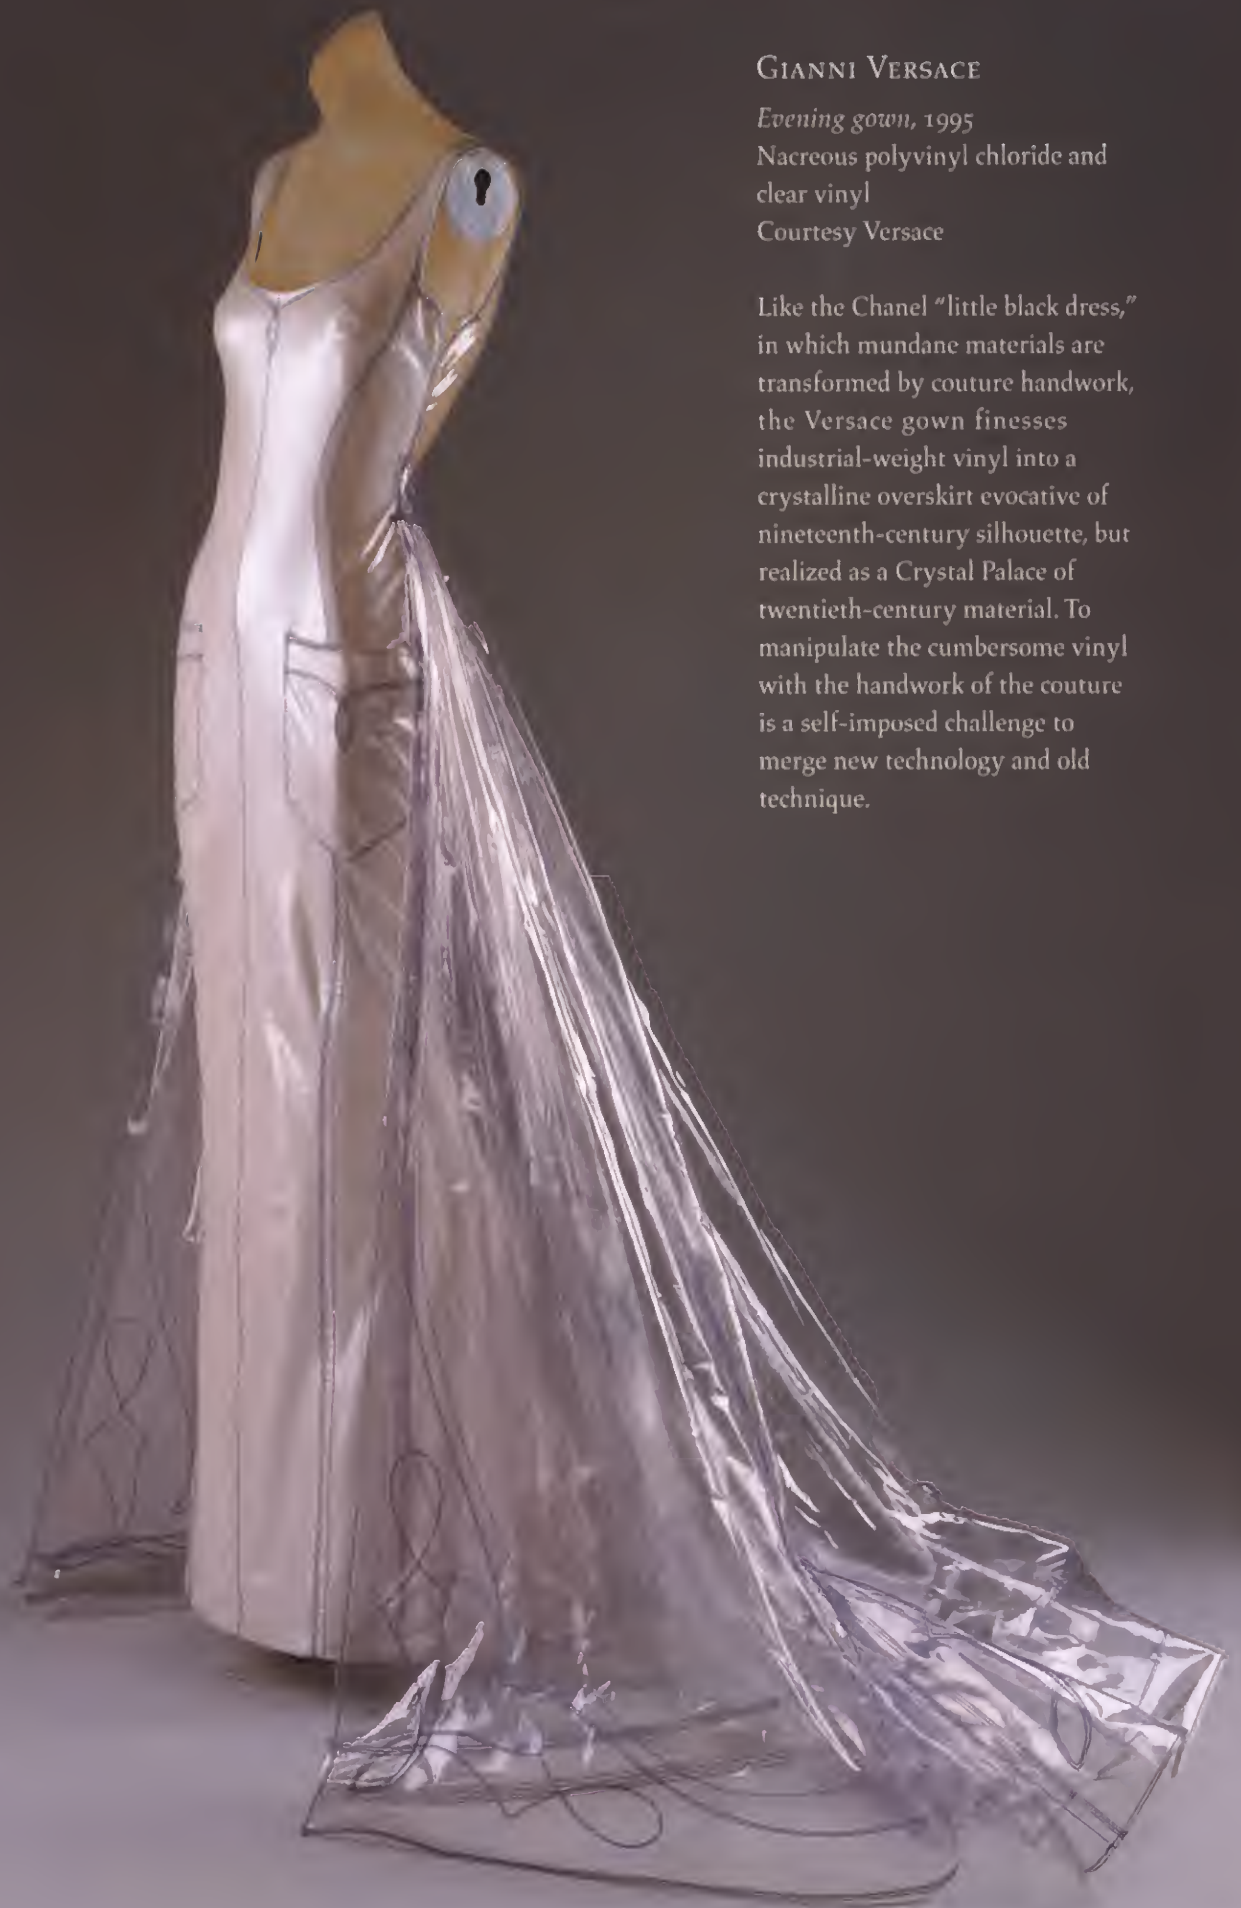 GIANNI VERSACE
Evening gown, 1995
Nacreous polyvinyl chloride and
clear vinyl
Courtesy Versace
Like the Chanel "little black dress,"
in which mundane materials are
transformed by couture handwork,
the Versace gown finesses
industrial-weight vinyl into a
crystalline overskirt evocative of
nineteenth-century silhouette, but
realized as a Crystal Palace of
twentieth-century material. To
manipulate the cumbersome vinyl
with the handwork of the couture
is a self-imposed challenge to
merge new technology and old
technique.